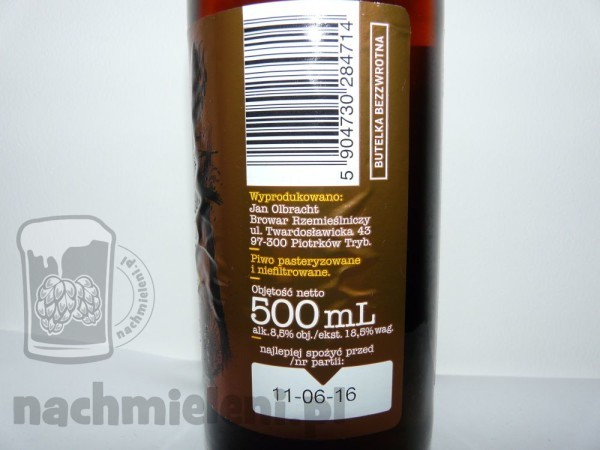 5 904730 284714
BUTELKA BEZZWROTNA
Wyprodukowano:
Jan Olbracht
Browar Rzemieślniczy
ul. Twardosławicka 43
97-300 Piotrków Tryb.
Piwo pasteryzowane
i niefiltrowane.
Objętość netto
500mL
alk.8,5% obj./ekst. 18,5% wag.
najlepiej spożyć przed
/nr partii:
11-06-16
nachmieleni.pl
nachmieleni.pl